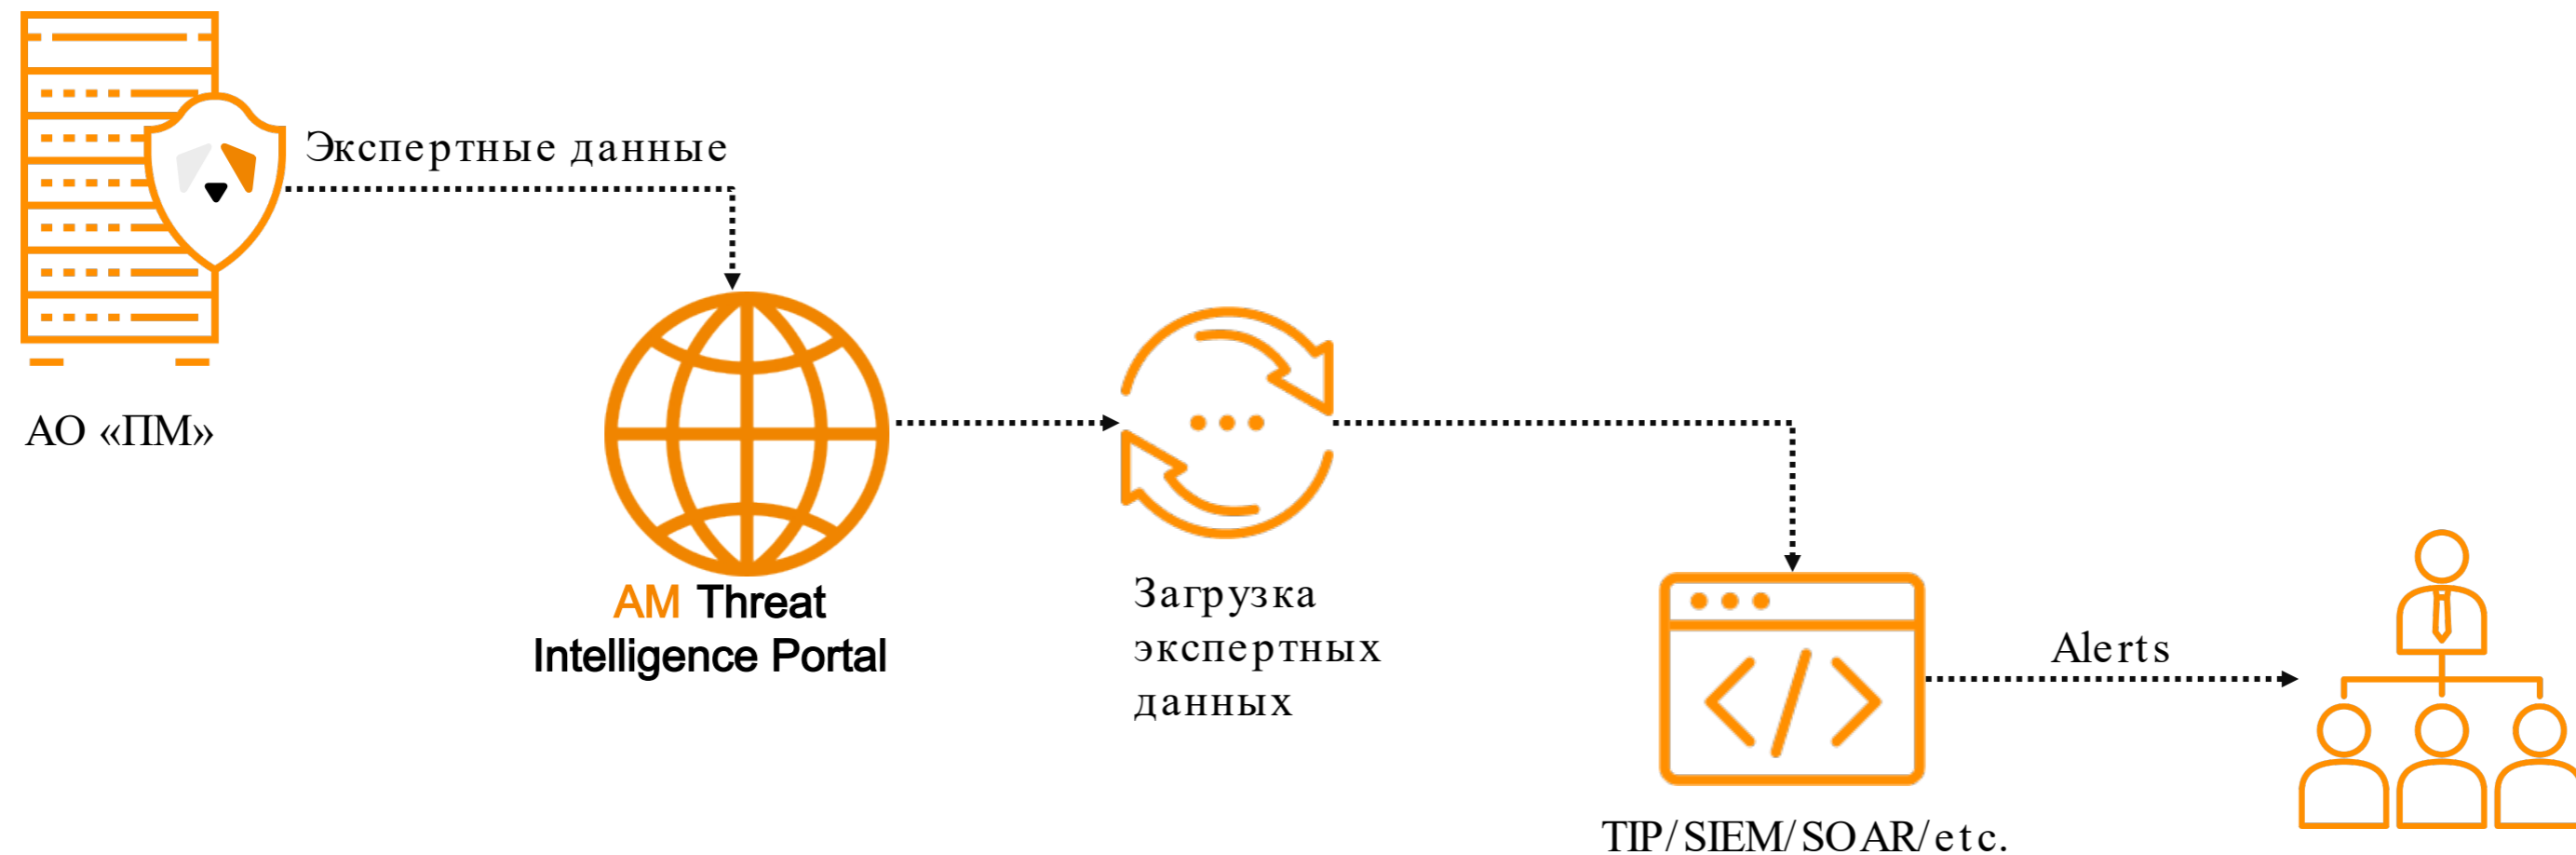 Экспертные данные
АО «ПМ»
AM Threat
Intelligence Portal
Загрузка
экспертных
данных
Alerts
TIP/SIEM/SOAR/etc.